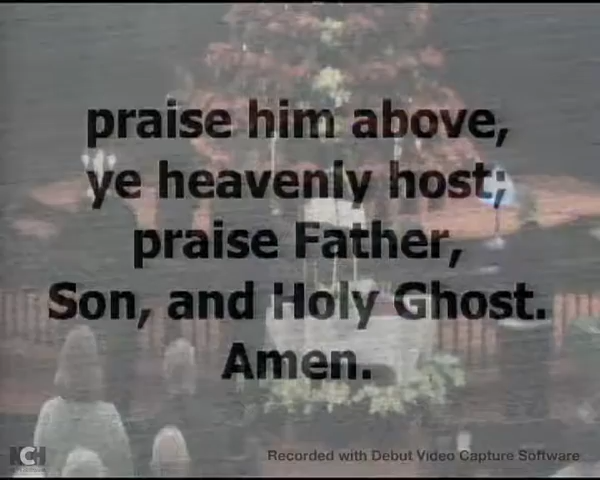 praise him above,
ye heavenly host;
praise Father,
Son, and Holy Ghost.
Amen.
Recorded with Debut Video Capture Software